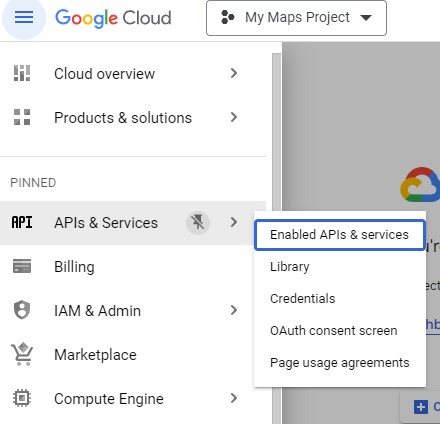 Google Cloud
My Maps Project
Cloud overview
Products & solutions
PINNED
API APIs & Services
Enabled APIs & services
Library
Credentials
OAuth consent screen
Page usage agreements
Billing
IAM & Admin
Marketplace
Compute Engine